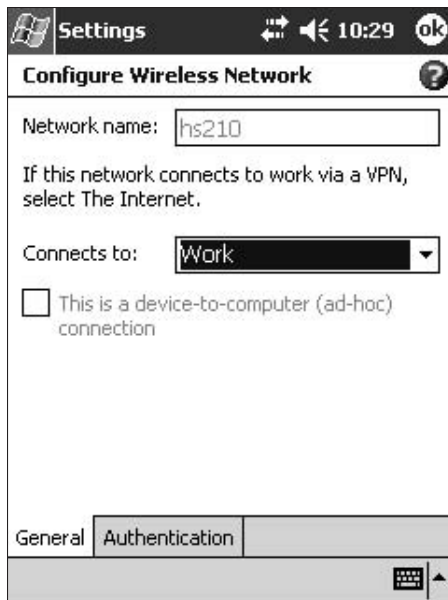 Settings 10:29 ok
Configure Wireless Network ?
Network name: hs210
If this network connects to work via a VPN,
select The Internet.
Connects to: Work
This is a device-to-computer (ad-hoc)
connection
General Authentication